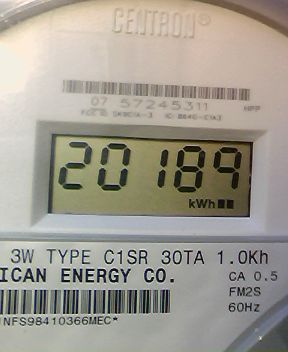 CENTRON®
07 57245311
20189
kWh
3W TYPE C1SR 30TA 1.0Kh
ICAN ENERGY CO. CA 0.5
FM2S
60Hz
NFS98410366MEC*